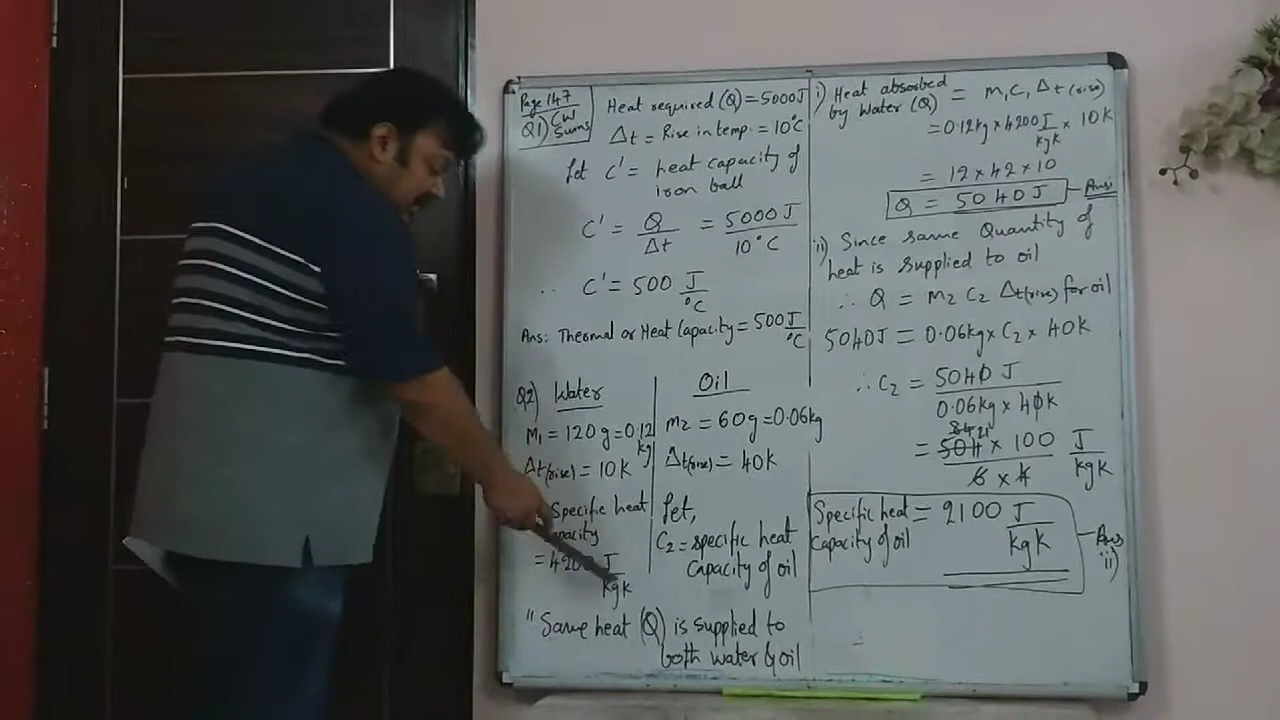 Page 147
Q1) CW Sums
Heat required (Q) = 5000J
Δt = Rise in temp = 10°C
Let C' = heat capacity of
iron ball
C' = Q/Δt = 5000 J/10°C
∴ C' = 500 J/°C
Ans: Thermal or Heat Capacity = 500 J/°C
Q2) Water
M₁ = 120 g = 0.12 kg
Δt(rise) = 10K
Specific heat
capacity
= 4200 J/kgK
Oil
m₂ = 60g = 0.06kg
Δt(rise) = 40K
Let,
C₂ = specific heat
capacity of oil
" Same heat (Q) is supplied to
both water & oil
i) Heat absorbed
by Water (Q) = m₁C₁Δt(rise)
= 0.12kg × 4200 J/kgK × 10K
= 12 × 42 × 10
Q = 5040 J Ans:
ii) Since same Quantity of
heat is supplied to oil
∴ Q = m₂ C₂ Δt(rise) for oil
5040J = 0.06kg × C₂ × 40K
∴ C₂ = 5040 J/0.06kg × 40K
84 21
= 504 × 100/6 × 4 J/kgK
Specific heat
capacity of oil = 2100 J/kgK
Ans ii)